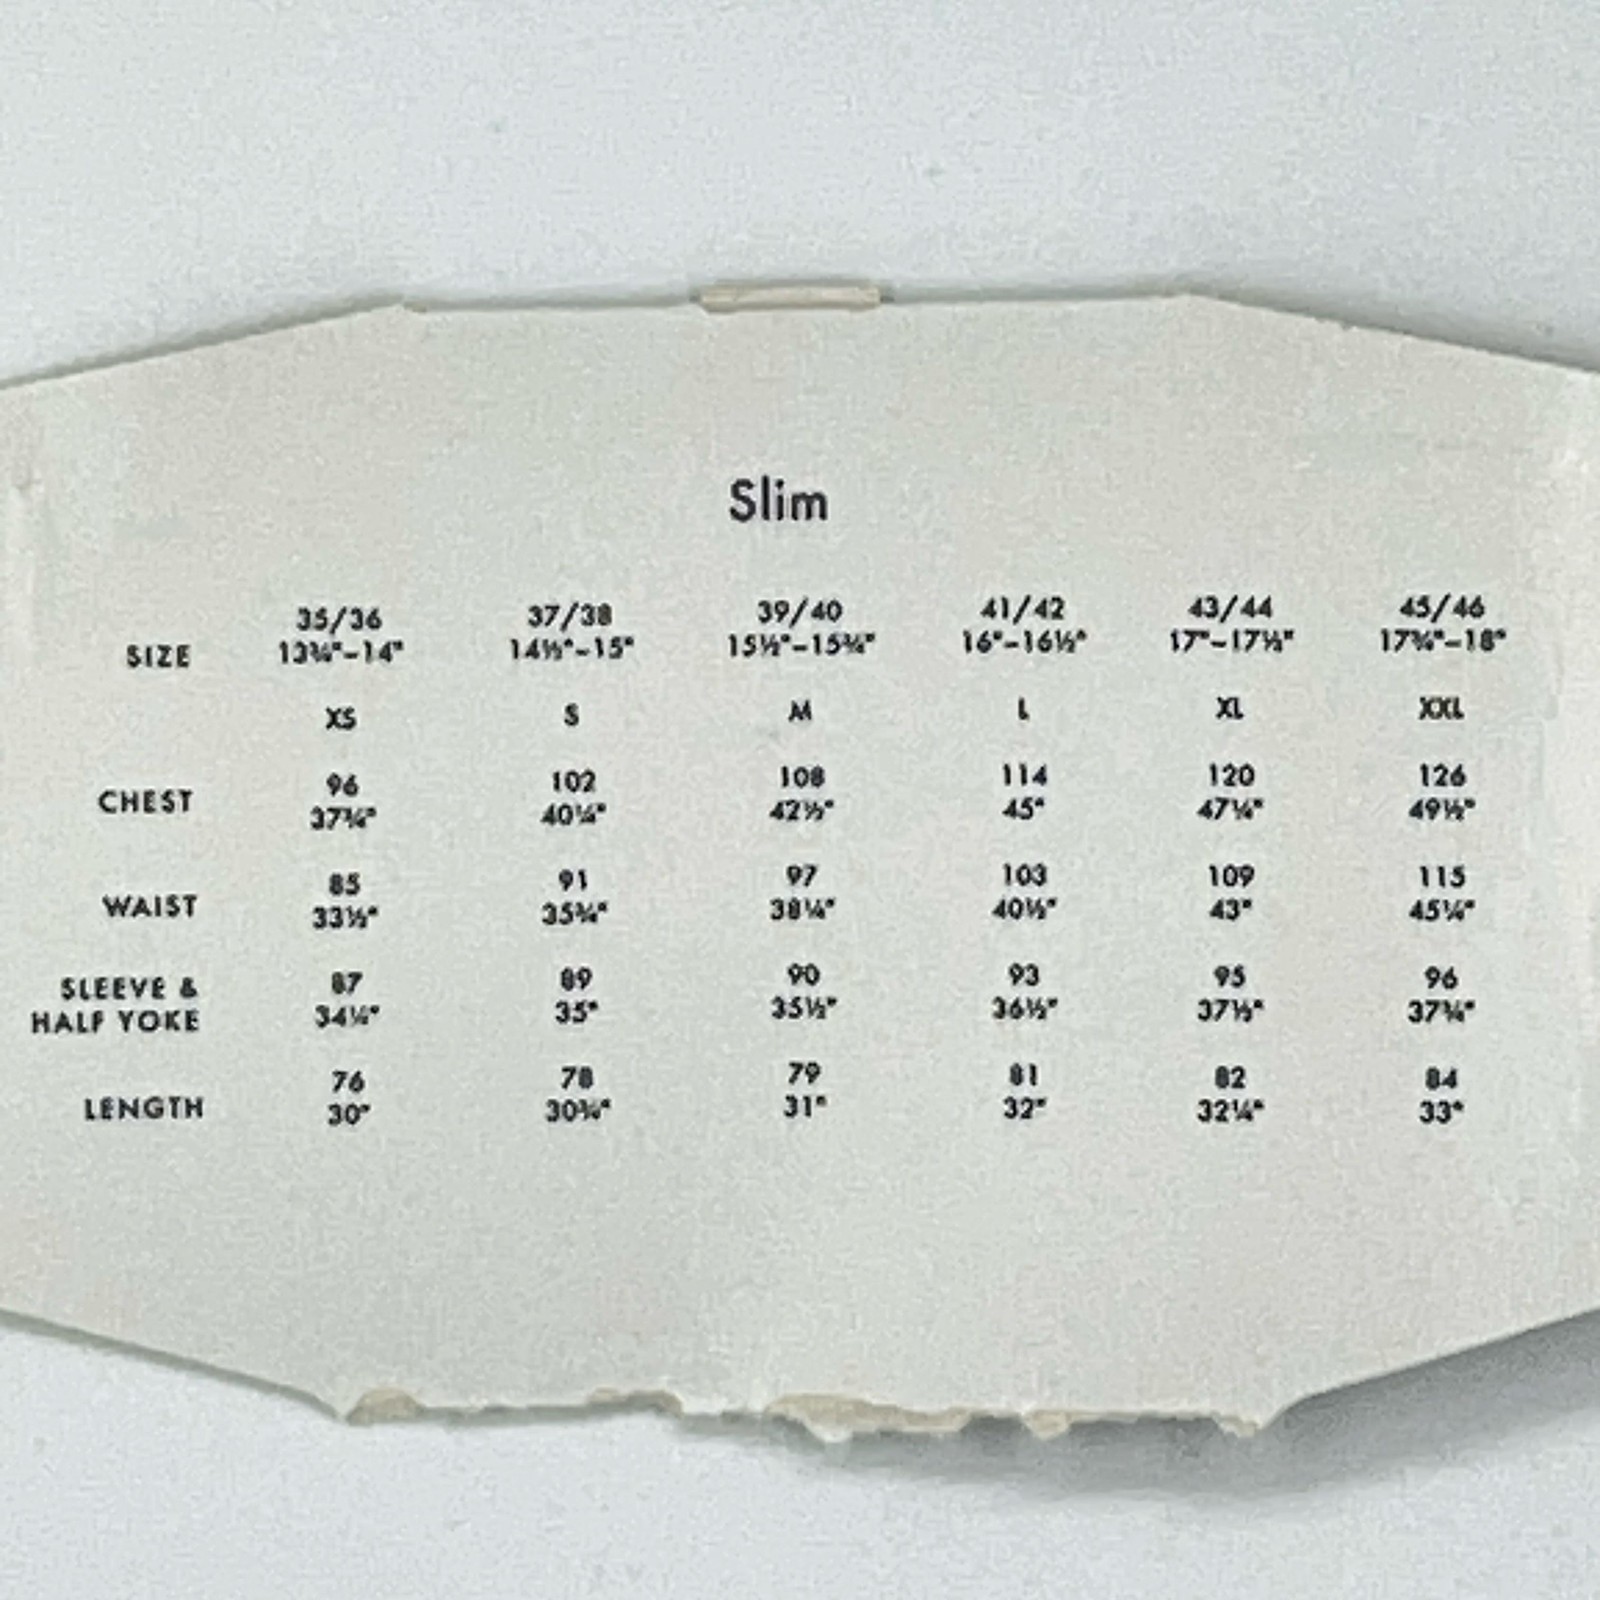 Slim
SIZE 35/36 37/38 39/40 41/42 43/44 45/46
13¾"–14" 14½"–15" 15½"–15¾" 16"–16½" 17"–17½" 17¾"–18"
XS S M L XL XXL
CHEST 96 102 108 114 120 126
37¾" 40¼" 42½" 45" 47¼" 49½"
WAIST 85 91 97 103 109 115
33½" 35¾" 38¼" 40½" 43" 45¼"
SLEEVE & 87 89 90 93 95 96
HALF YOKE 34¼" 35" 35½" 36½" 37½" 37¾"
LENGTH 76 78 79 81 82 84
30" 30¾" 31" 32" 32¼" 33"